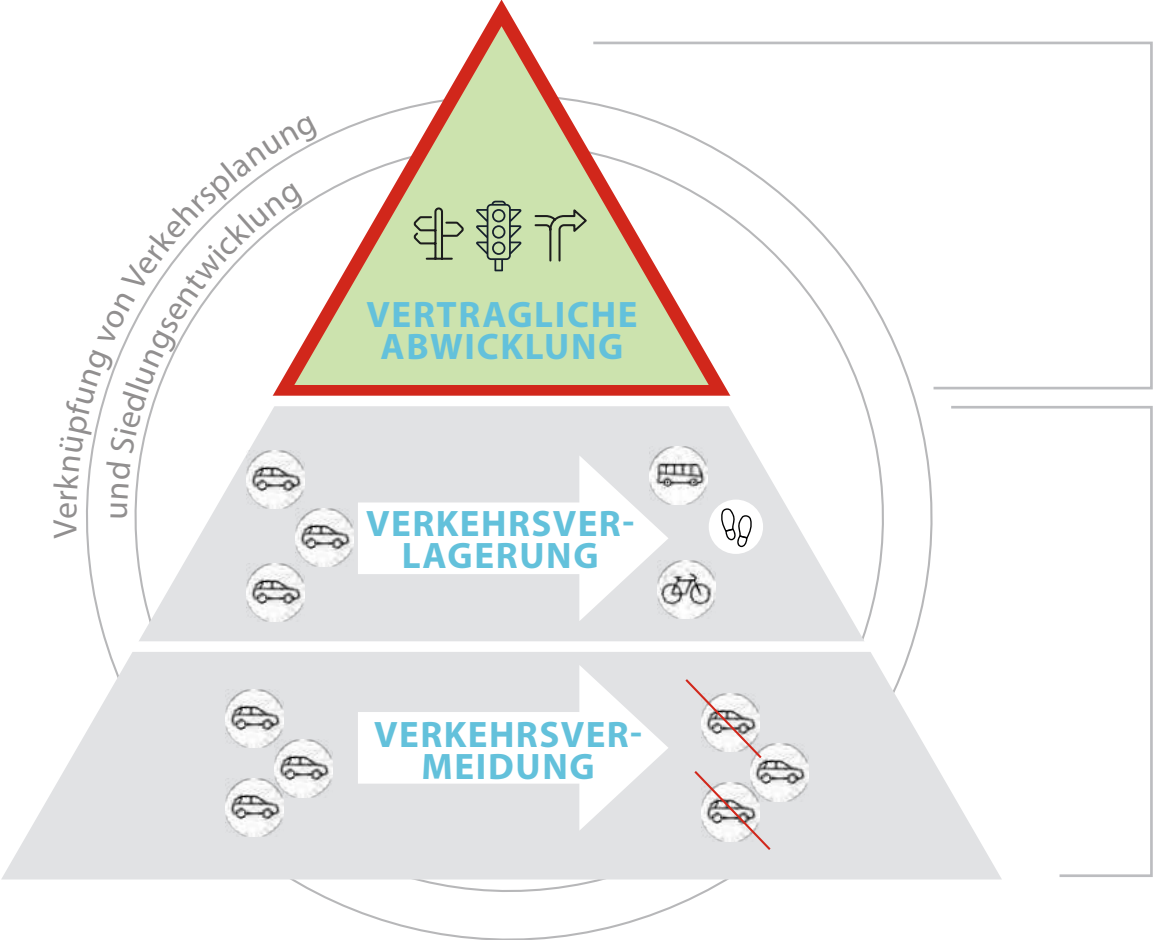 Verknüpfung von Verkehrsplanung
und Siedlungsentwicklung
VERTRAGLICHE
ABWICKLUNG
VERKEHRSVER-
LAGERUNG
VERKEHRSVER-
MEIDUNG